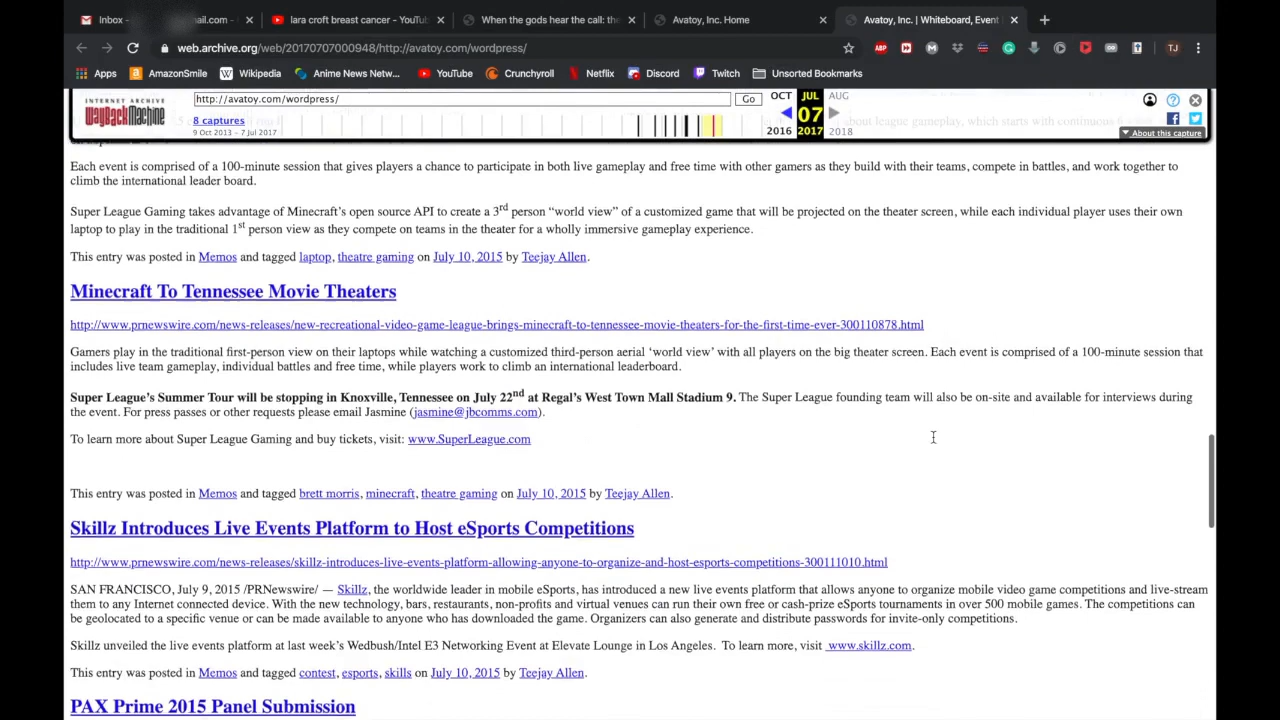 Inbox - gmail.com -
lara croft breast cancer - YouTu
When the gods hear the call: the
Avatoy, Inc. Home
Avatoy, Inc. | Whiteboard, Event
web.archive.org/web/20170707000948/http://avatoy.com/wordpress/
ABP
TJ
Apps
AmazonSmile
Wikipedia
Anime News Netw...
YouTube
Crunchyroll
Netflix
Discord
Twitch
Unsorted Bookmarks
INTERNET ARCHIVE
WayBackMachine
http://avatoy.com/wordpress/
Go
OCT JUL AUG
8 captures
07
9 Oct 2013 – 7 Jul 2017
2016 2017 2018
About this capture
about league gameplay, which starts with continuous
Each event is comprised of a 100-minute session that gives players a chance to participate in both live gameplay and free time with other gamers as they build with their teams, compete in battles, and work together to
climb the international leader board.
Super League Gaming takes advantage of Minecraft's open source API to create a 3rd person “world view” of a customized game that will be projected on the theater screen, while each individual player uses their own
laptop to play in the traditional 1st person view as they compete on teams in the theater for a wholly immersive gameplay experience.
This entry was posted in Memos and tagged laptop, theatre gaming on July 10, 2015 by Teejay Allen.
Minecraft To Tennessee Movie Theaters
http://www.prnewswire.com/news-releases/new-recreational-video-game-league-brings-minecraft-to-tennessee-movie-theaters-for-the-first-time-ever-300110878.html
Gamers play in the traditional first-person view on their laptops while watching a customized third-person aerial ‘world view’ with all players on the big theater screen. Each event is comprised of a 100-minute session that
includes live team gameplay, individual battles and free time, while players work to climb an international leaderboard.
Super League's Summer Tour will be stopping in Knoxville, Tennessee on July 22nd at Regal's West Town Mall Stadium 9. The Super League founding team will also be on-site and available for interviews during
the event. For press passes or other requests please email Jasmine (jasmine@jbcomms.com).
To learn more about Super League Gaming and buy tickets, visit: www.SuperLeague.com
This entry was posted in Memos and tagged brett morris, minecraft, theatre gaming on July 10, 2015 by Teejay Allen.
Skillz Introduces Live Events Platform to Host eSports Competitions
http://www.prnewswire.com/news-releases/skillz-introduces-live-events-platform-allowing-anyone-to-organize-and-host-esports-competitions-300111010.html
SAN FRANCISCO, July 9, 2015 /PRNewswire/ — Skillz, the worldwide leader in mobile eSports, has introduced a new live events platform that allows anyone to organize mobile video game competitions and live-stream
them to any Internet connected device. With the new technology, bars, restaurants, non-profits and virtual venues can run their own free or cash-prize eSports tournaments in over 500 mobile games. The competitions can
be geolocated to a specific venue or can be made available to anyone who has downloaded the game. Organizers can also generate and distribute passwords for invite-only competitions.
Skillz unveiled the live events platform at last week's Wedbush/Intel E3 Networking Event at Elevate Lounge in Los Angeles. To learn more, visit www.skillz.com.
This entry was posted in Memos and tagged contest, esports, skills on July 10, 2015 by Teejay Allen.
PAX Prime 2015 Panel Submission